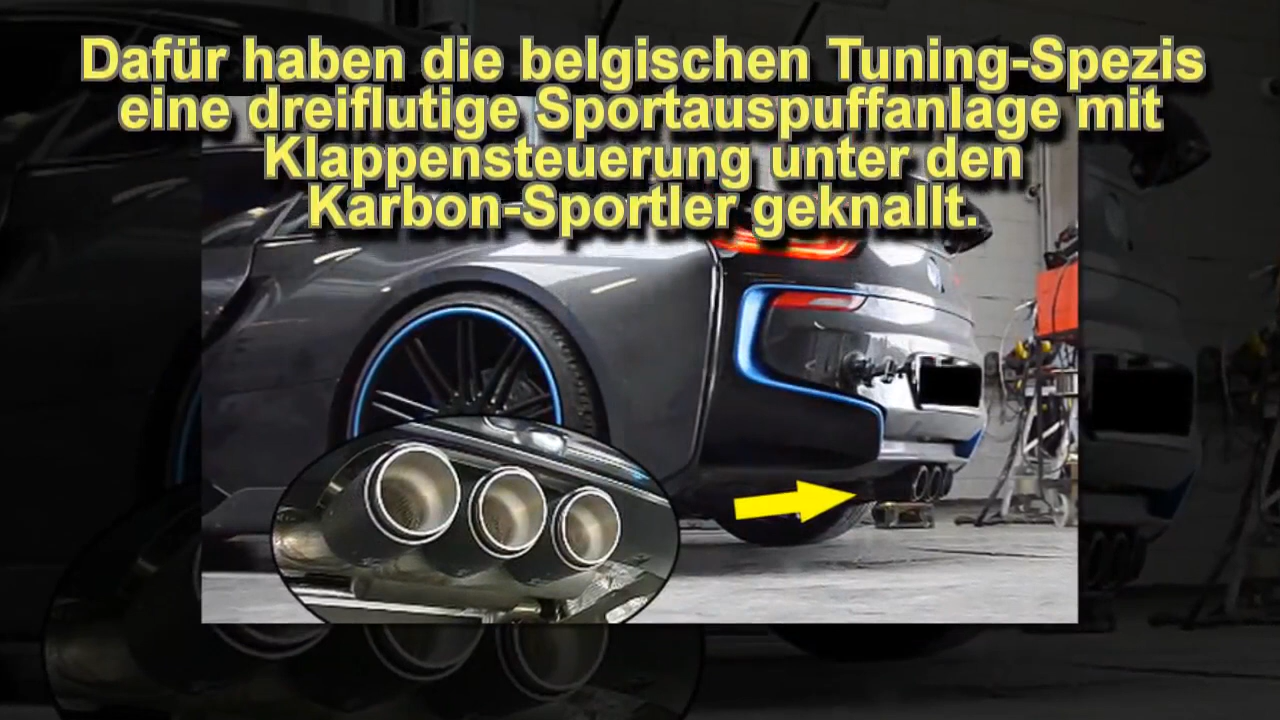 Dafür haben die belgischen Tuning-Spezis
eine dreiflutige Sportauspuffanlage mit
Klappensteuerung unter den
Karbon-Sportler geknallt.